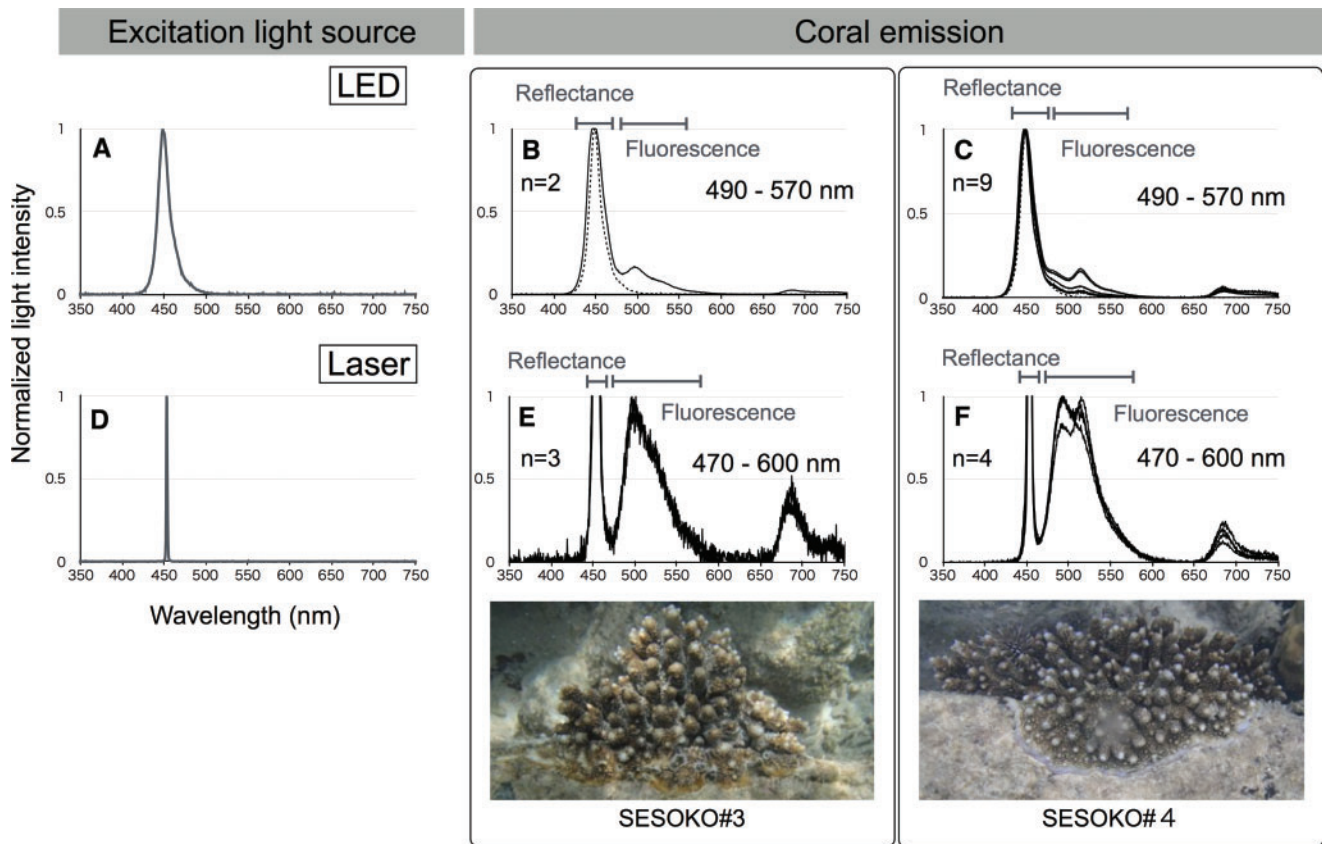 Excitation light source
Coral emission
LED
Normalized light intensity
A
1
0.5
0
350 400 450 500 550 600 650 700 750
Reflectance
B
Fluorescence
n=2
490 - 570 nm
1
0.5
0
350 400 450 500 550 600 650 700 750
Reflectance
C
Fluorescence
n=9
490 - 570 nm
1
0.5
0
350 400 450 500 550 600 650 700 750
Laser
D
1
0.5
0
350 400 450 500 550 600 650 700 750
Wavelength (nm)
Reflectance
E
Fluorescence
n=3
470 - 600 nm
1
0.5
0
350 400 450 500 550 600 650 700 750
Reflectance
F
Fluorescence
n=4
470 - 600 nm
1
0.5
0
350 400 450 500 550 600 650 700 750
SESOKO#3
SESOKO# 4